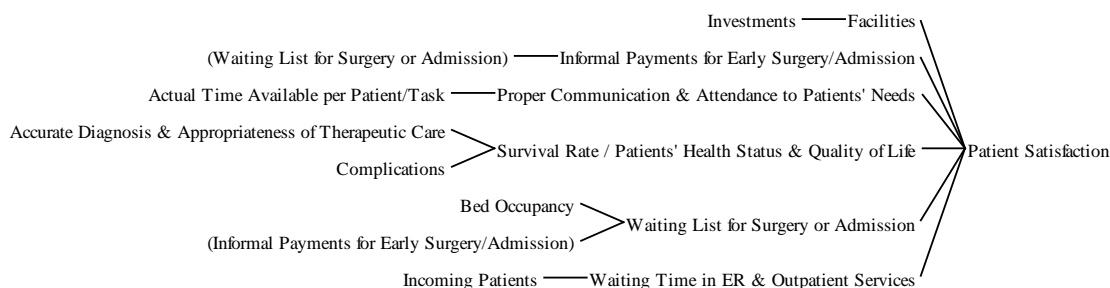 Investments Facilities
(Waiting List for Surgery or Admission) Informal Payments for Early Surgery/Admission
Actual Time Available per Patient/Task Proper Communication & Attendance to Patients' Needs
Accurate Diagnosis & Appropriateness of Therapeutic Care
Survival Rate / Patients' Health Status & Quality of Life Patient Satisfaction
Complications
Bed Occupancy
Waiting List for Surgery or Admission
(Informal Payments for Early Surgery/Admission)
Incoming Patients Waiting Time in ER & Outpatient Services